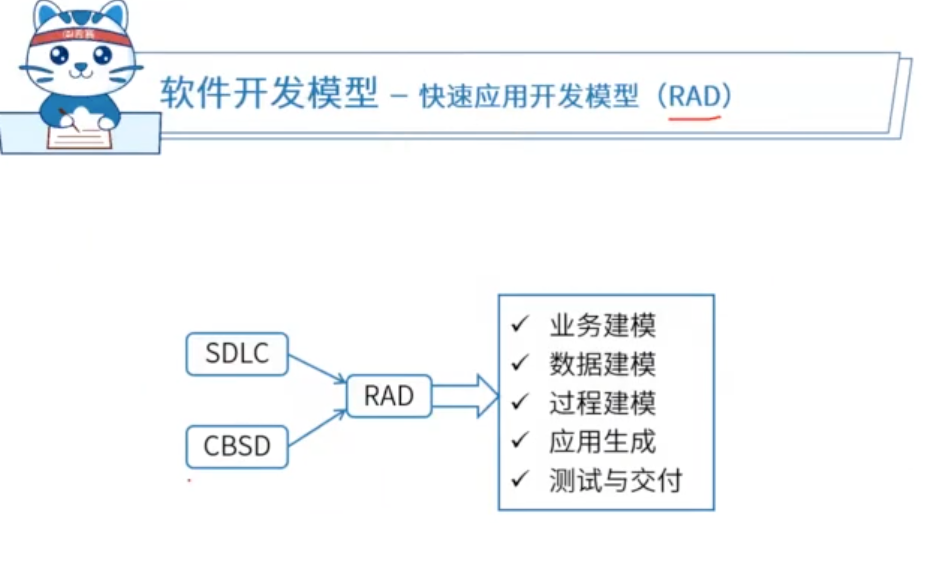 软件开发模型 – 快速应用开发模型（RAD）
SDLC
CBSD
RAD
✓ 业务建模
✓ 数据建模
✓ 过程建模
✓ 应用生成
✓ 测试与交付